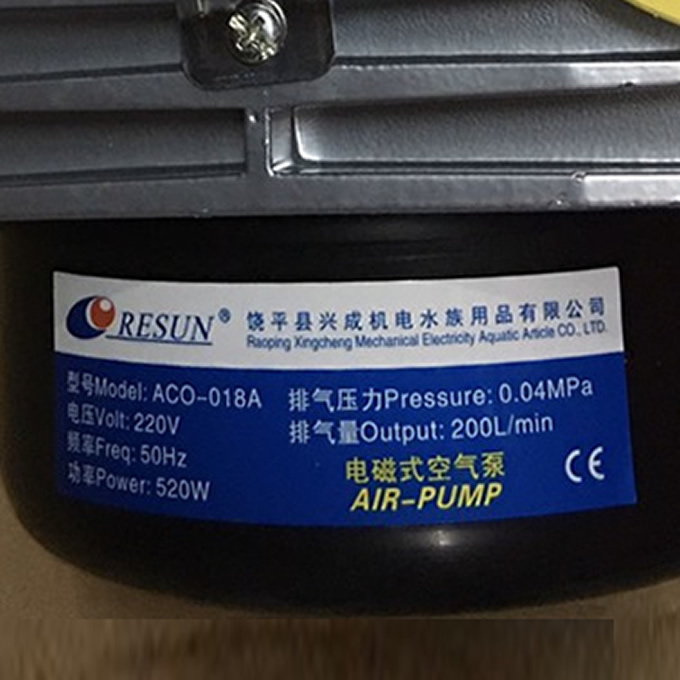 RESUN®
饶平县兴成机电水族用品有限公司
Raoping Xingcheng Mechanical Electricity Aquatic Article CO., LTD.
型号Model: ACO-018A
电压Volt: 220V
频率Freq: 50Hz
功率Power: 520W
排气压力Pressure: 0.04MPa
排气量Output: 200L/min
电磁式空气泵
AIR-PUMP
CE